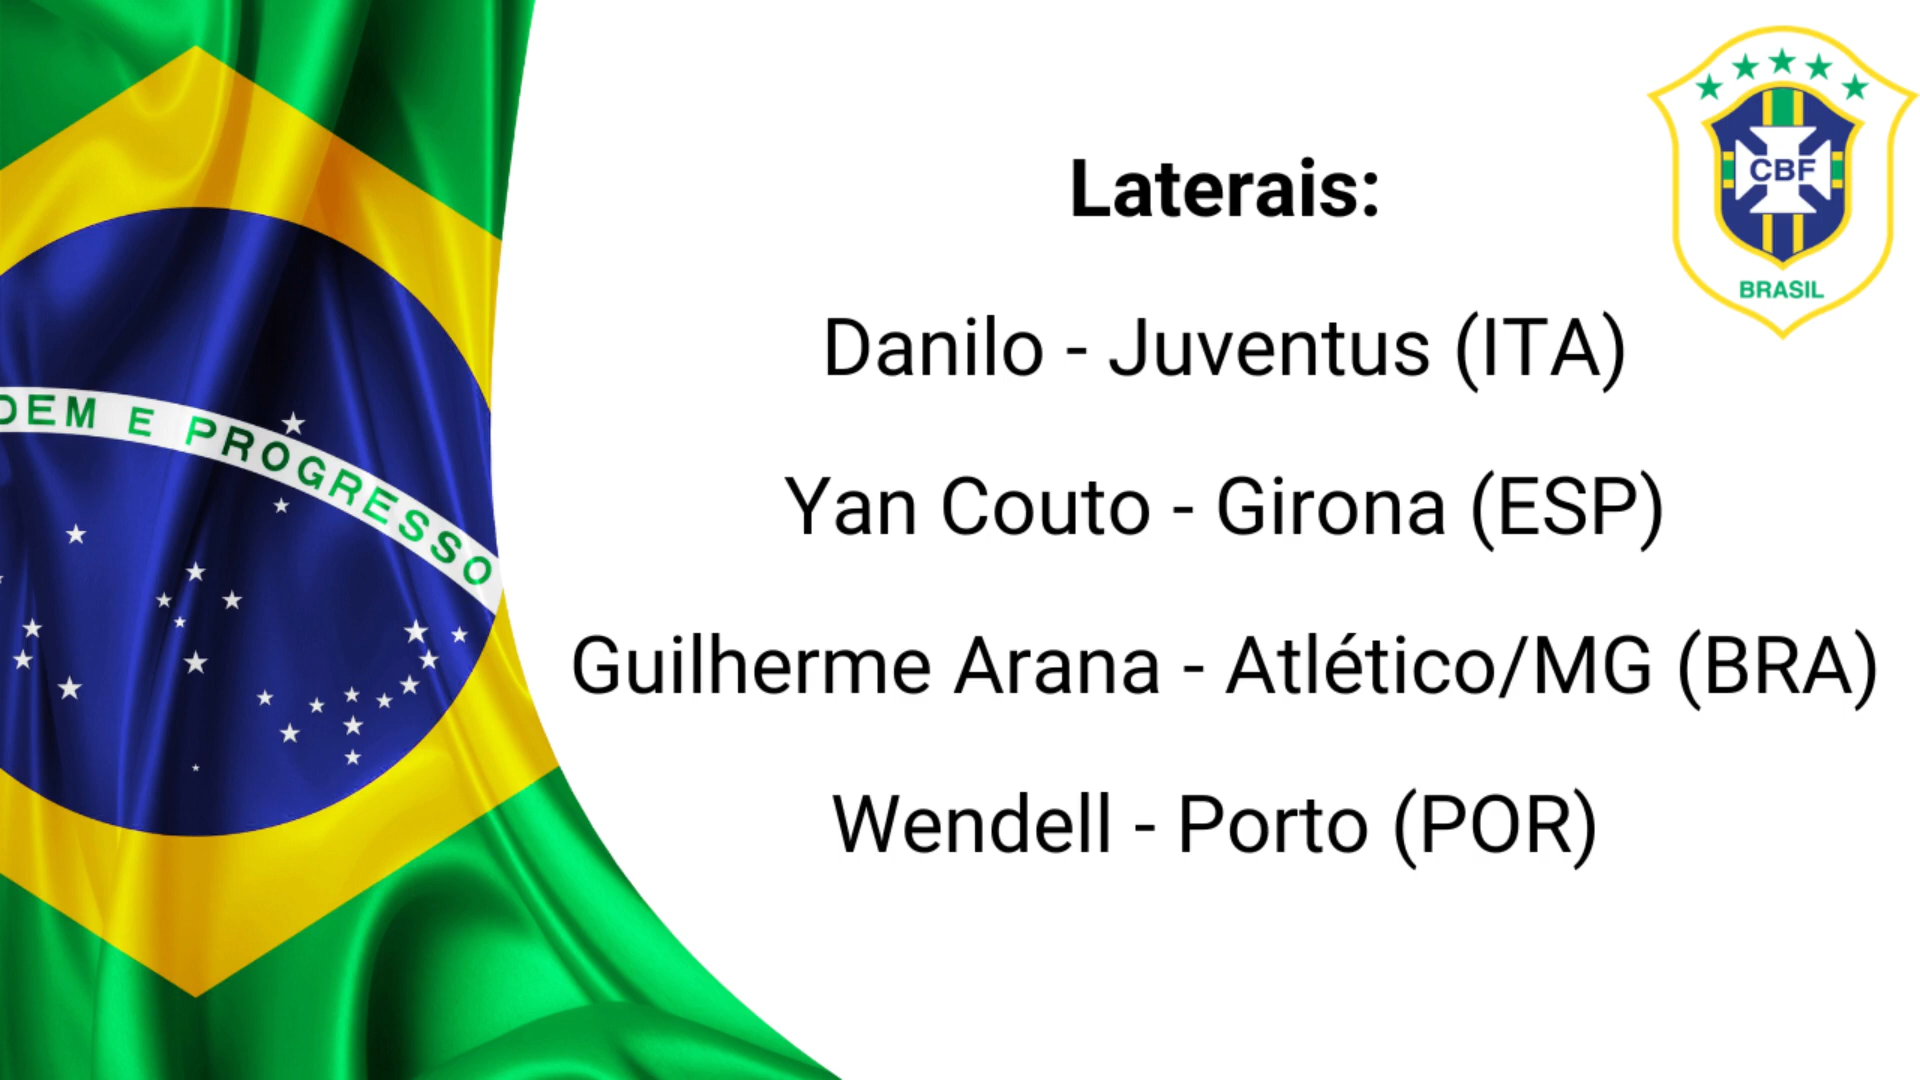 Laterais:
Danilo - Juventus (ITA)
Yan Couto - Girona (ESP)
Guilherme Arana - Atlético/MG (BRA)
Wendell - Porto (POR)
DEM E PROGRESSO
CBF
BRASIL